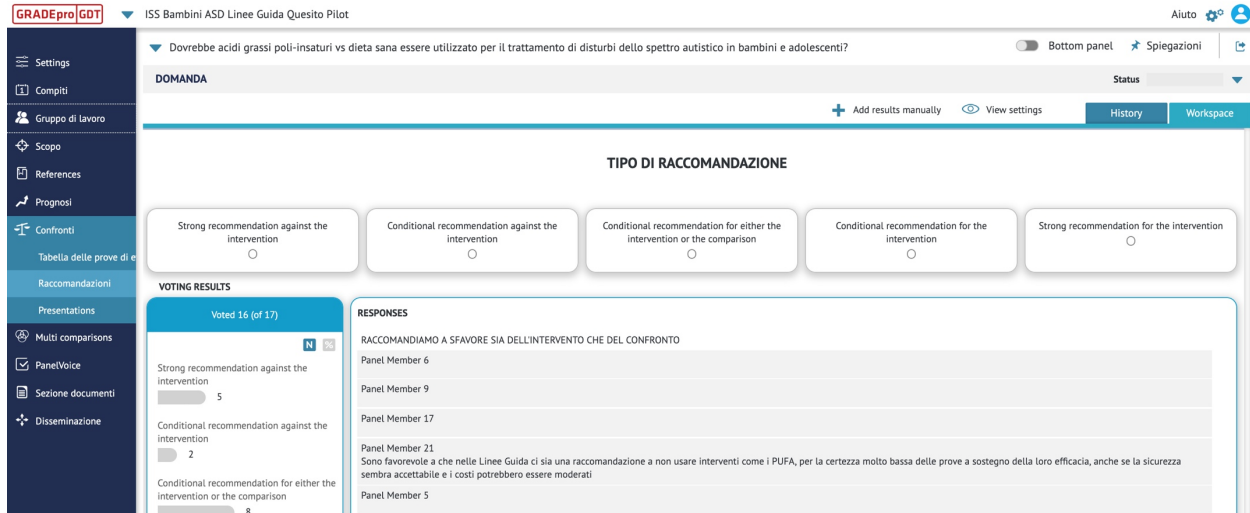 GRADEpro GDT
ISS Bambini ASD Linee Guida Quesito Pilot
Aiuto
Settings
Compiti
Gruppo di lavoro
Scopo
References
Prognosi
Confronti
Tabella delle prove di e
Raccomandazioni
Presentations
Multi comparisons
PanelVoice
Sezione documenti
Disseminazione
Dovrebbe acidi grassi poli-insaturi vs dieta sana essere utilizzato per il trattamento di disturbi dello spettro autistico in bambini e adolescenti?
Bottom panel
Spiegazioni
DOMANDA
Status
Add results manually
View settings
History
Workspace
TIPO DI RACCOMANDAZIONE
Strong recommendation against the
intervention
Conditional recommendation against the
intervention
Conditional recommendation for either the
intervention or the comparison
Conditional recommendation for the
intervention
Strong recommendation for the intervention
VOTING RESULTS
Voted 16 (of 17)
N %
Strong recommendation against the
intervention
5
Conditional recommendation against the
intervention
2
Conditional recommendation for either the
intervention or the comparison
8
RESPONSES
RACCOMANDIAMO A SFAVORE SIA DELL'INTERVENTO CHE DEL CONFRONTO
Panel Member 6
Panel Member 9
Panel Member 17
Panel Member 21
Sono favorevole a che nelle Linee Guida ci sia una raccomandazione a non usare interventi come i PUFA, per la certezza molto bassa delle prove a sostegno della loro efficacia, anche se la sicurezza
sembra accettabile e i costi potrebbero essere moderati
Panel Member 5